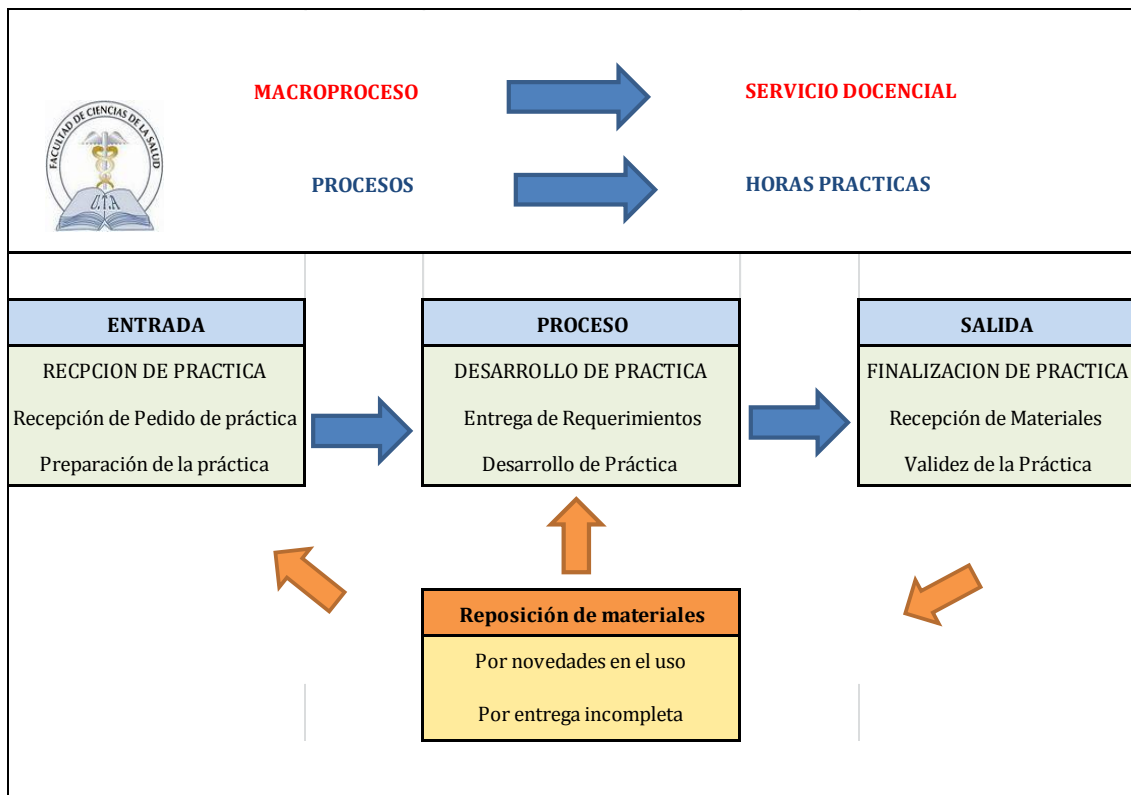 FACULTAD DE CIENCIAS DE LA SALUD
U.T.A
MACROPROCESO
SERVICIO DOCENCIAL
PROCESOS
HORAS PRACTICAS
ENTRADA
RECPCION DE PRACTICA
Recepción de Pedido de práctica
Preparación de la práctica
PROCESO
DESARROLLO DE PRACTICA
Entrega de Requerimientos
Desarrollo de Práctica
SALIDA
FINALIZACION DE PRACTICA
Recepción de Materiales
Validez de la Práctica
Reposición de materiales
Por novedades en el uso
Por entrega incompleta